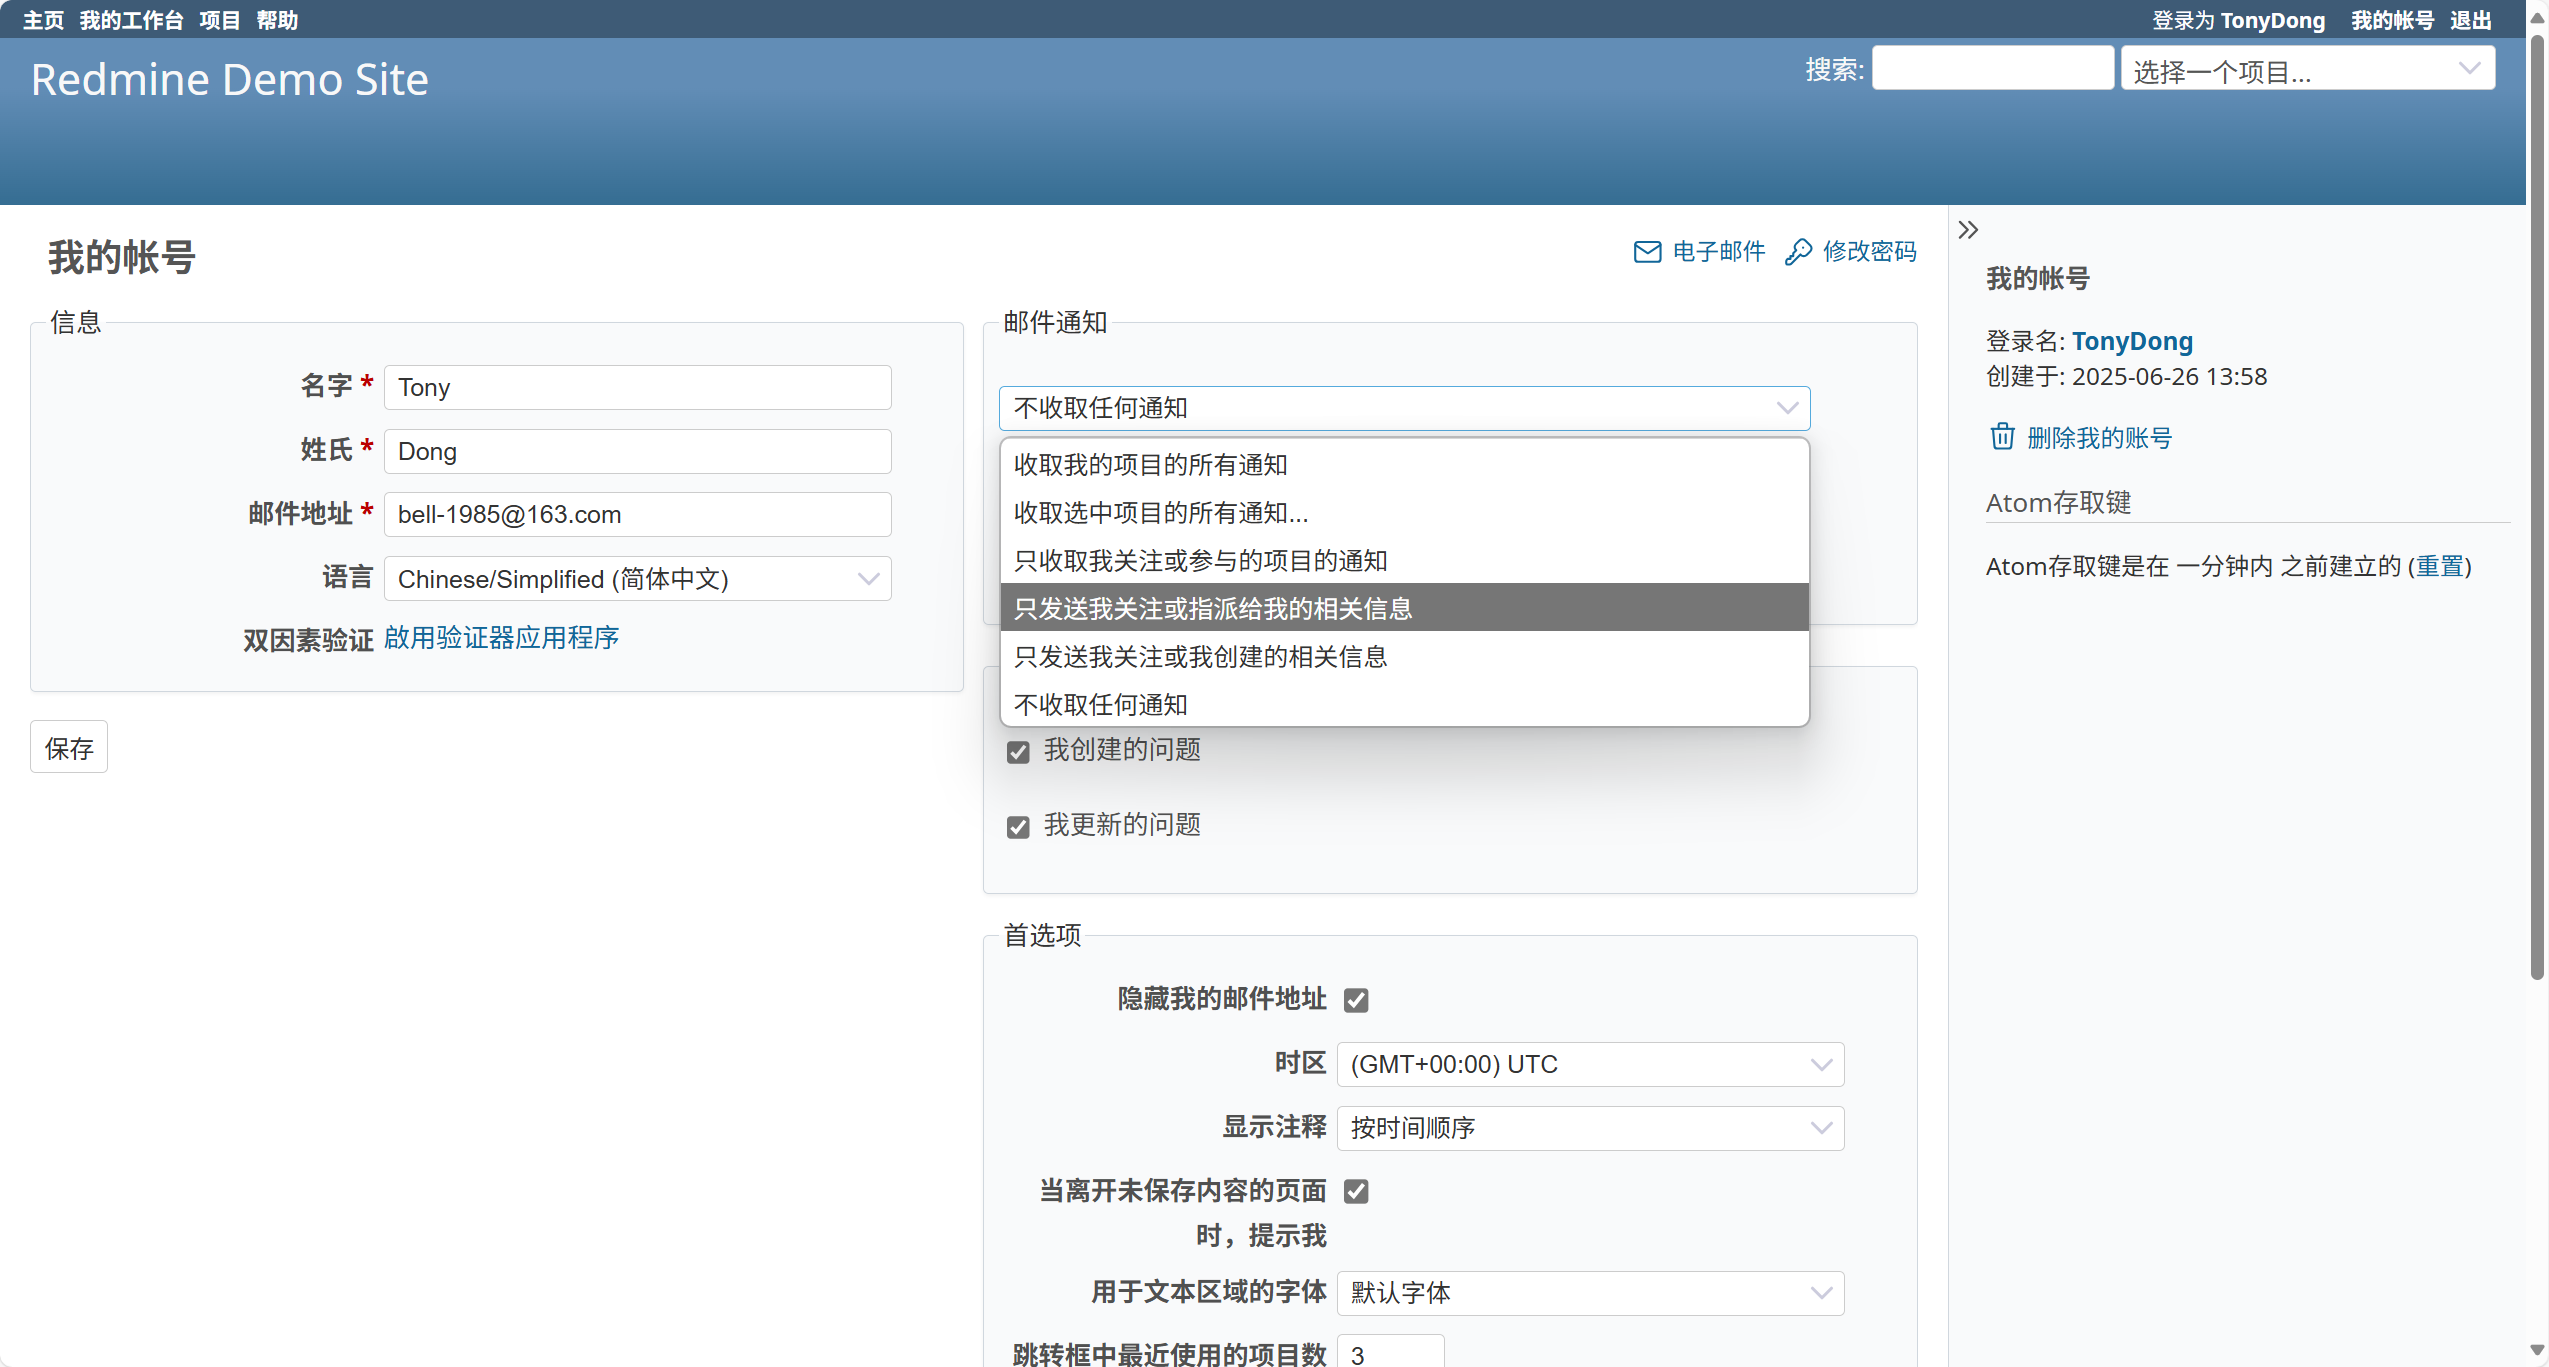 主页 我的工作台 项目 帮助
登录为 TonyDong 我的帐号 退出
Redmine Demo Site
搜索: 选择一个项目...
我的帐号
电子邮件 修改密码
信息
名字 * Tony
姓氏 * Dong
邮件地址 * bell-1985@163.com
语言 Chinese/Simplified (简体中文)
双因素验证 啟用验证器应用程序
保存
邮件通知
不收取任何通知
收取我的项目的所有通知
收取选中项目的所有通知...
只收取我关注或参与的项目的通知
只发送我关注或指派给我的相关信息
只发送我关注或我创建的相关信息
不收取任何通知
我创建的问题
我更新的问题
首选项
隐藏我的邮件地址
时区 (GMT+00:00) UTC
显示注释 按时间顺序
当离开未保存内容的页面
时，提示我
用于文本区域的字体 默认字体
跳转框中最近使用的项目数 3
我的帐号
登录名: TonyDong
创建于: 2025-06-26 13:58
删除我的账号
Atom存取键
Atom存取键是在 一分钟内 之前建立的 (重置)